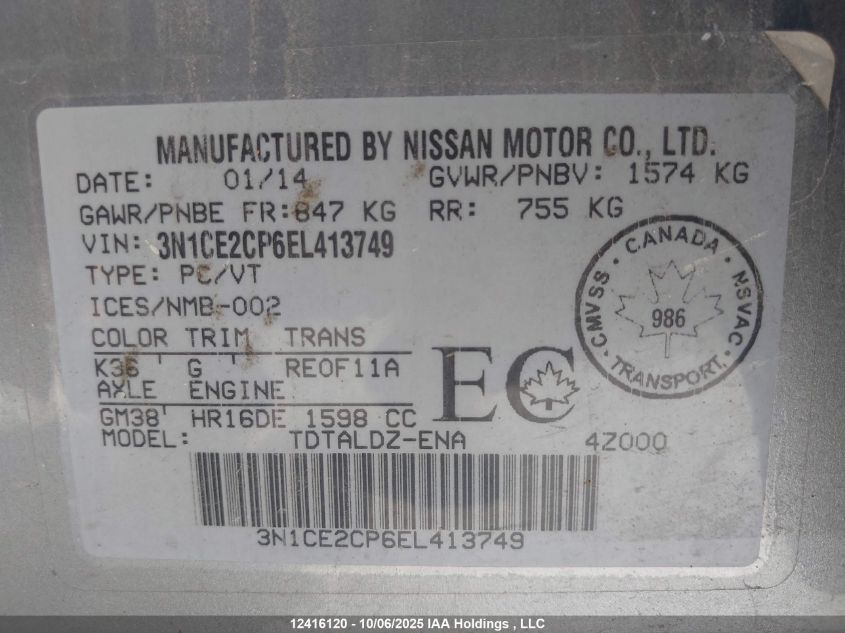 MANUFACTURED BY NISSAN MOTOR CO., LTD.
DATE: 01/14 GVWR/PNBV: 1574 KG
GAWR/PNBE FR: 847 KG RR: 755 KG
VIN: 3N1CE2CP6EL413749
TYPE: PC/VT
ICES/NMB-002
COLOR TRIM TRANS
K36 G RE0F11A
AXLE ENGINE
GM38 HR16DE 1598 CC
MODEL: TDTALDZ-ENA 4Z000
EC
CANADA
CMVSS 986 NSVAC
TRANSPORT
3N1CE2CP6EL413749
12416120 - 10/06/2025 IAA Holdings , LLC